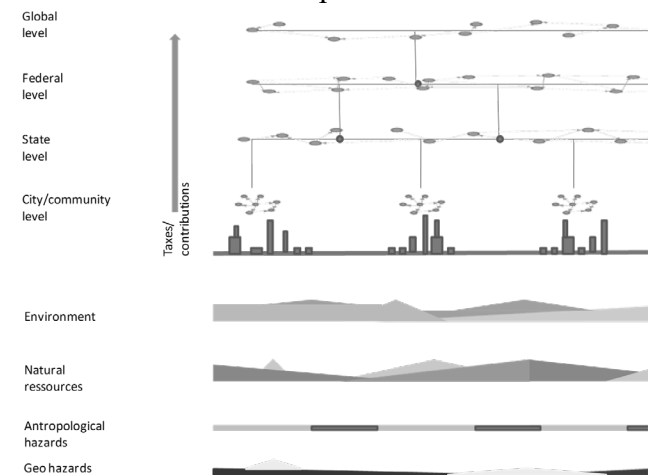 Global
level
Federal
level
State
level
City/community
level
Taxes/
contributions
Environment
Natural
ressources
Antropological
hazards
Geo hazards